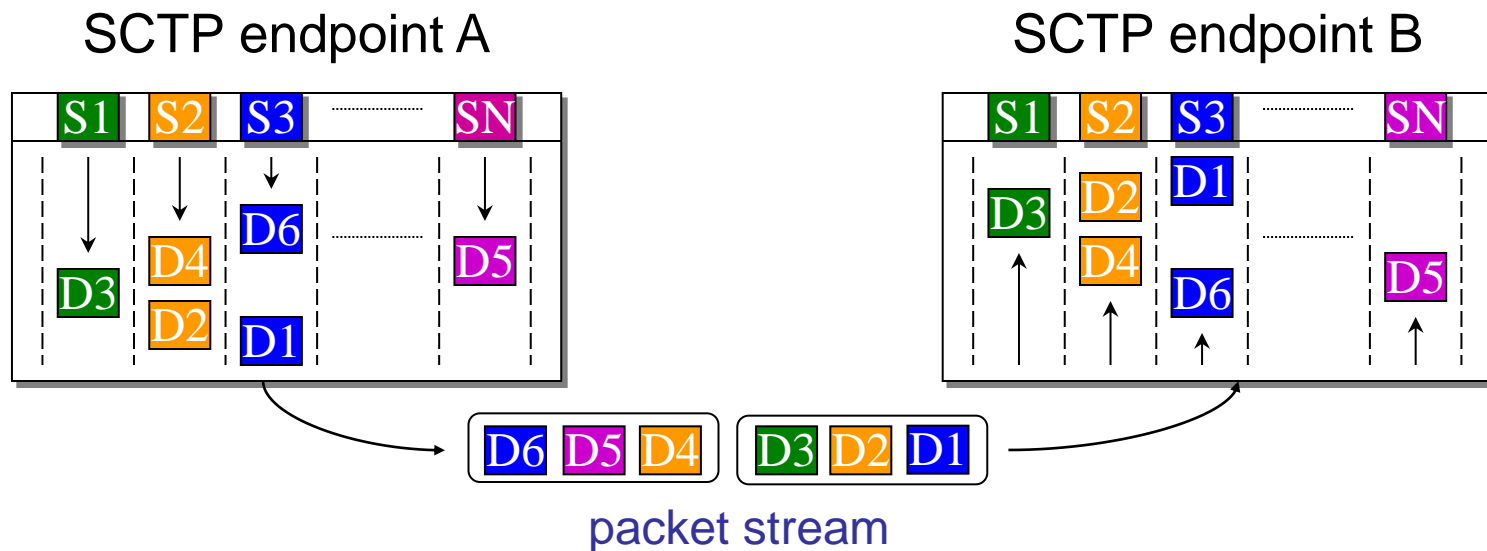 SCTP endpoint A
SCTP endpoint B
S1 S2 S3 SN
S1 S2 S3 SN
D6
D4 D5
D3
D2
D1
D1
D2
D3
D4
D6 D5
D6 D5 D4
D3 D2 D1
packet stream